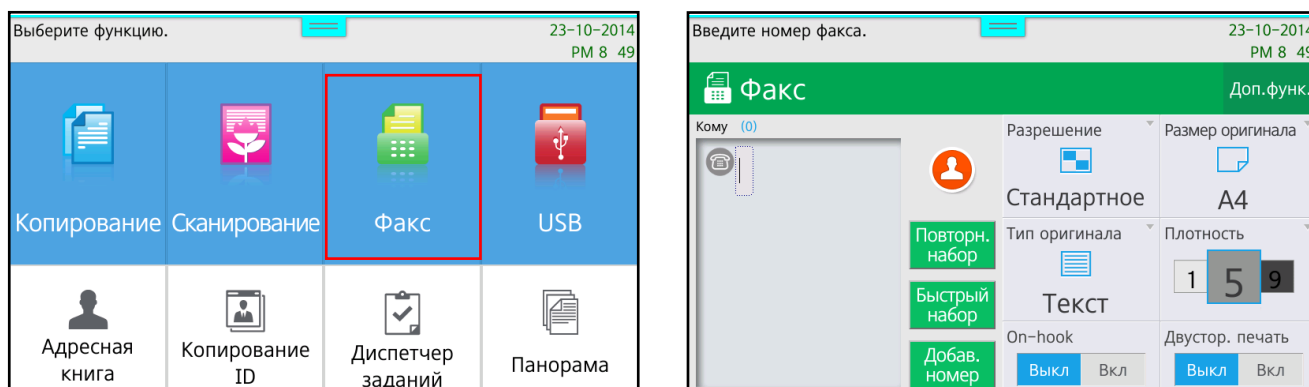 Выберите функцию.
23-10-2014
PM 8 49
Копирование
Сканирование
Факс
USB
Адресная
книга
Копирование
ID
Диспетчер
заданий
Панорама
Введите номер факса.
23-10-2014
PM 8 49
Факс
Доп.функ.
Кому (0)
Повторн.
набор
Быстрый
набор
Добав.
номер
Разрешение
Стандартное
Размер оригинала
A4
Тип оригинала
Текст
Плотность
1 5 9
On-hook
Выкл Вкл
Двустор. печать
Выкл Вкл